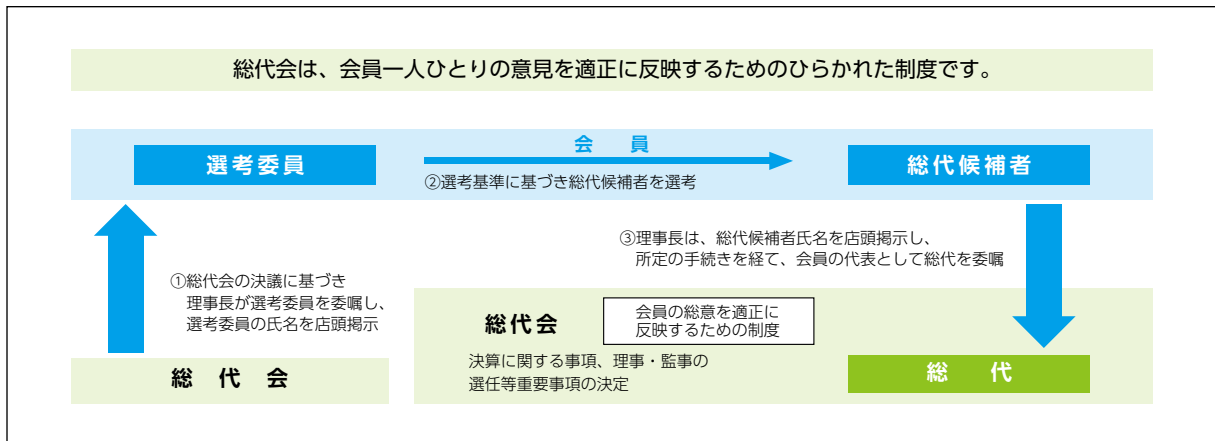 総代会は、会員一人ひとりの意見を適正に反映するためのひらかれた制度です。
会員
選考委員
②選考基準に基づき総代候補者を選考
総代候補者
①総代会の決議に基づき
理事長が選考委員を委嘱し、
選考委員の氏名を店頭掲示
③理事長は、総代候補者氏名を店頭掲示し、
所定の手続きを経て、会員の代表として総代を委嘱
総代会
総代会
会員の総意を適正に
反映するための制度
決算に関する事項、理事・監事の
選任等重要事項の決定
総代